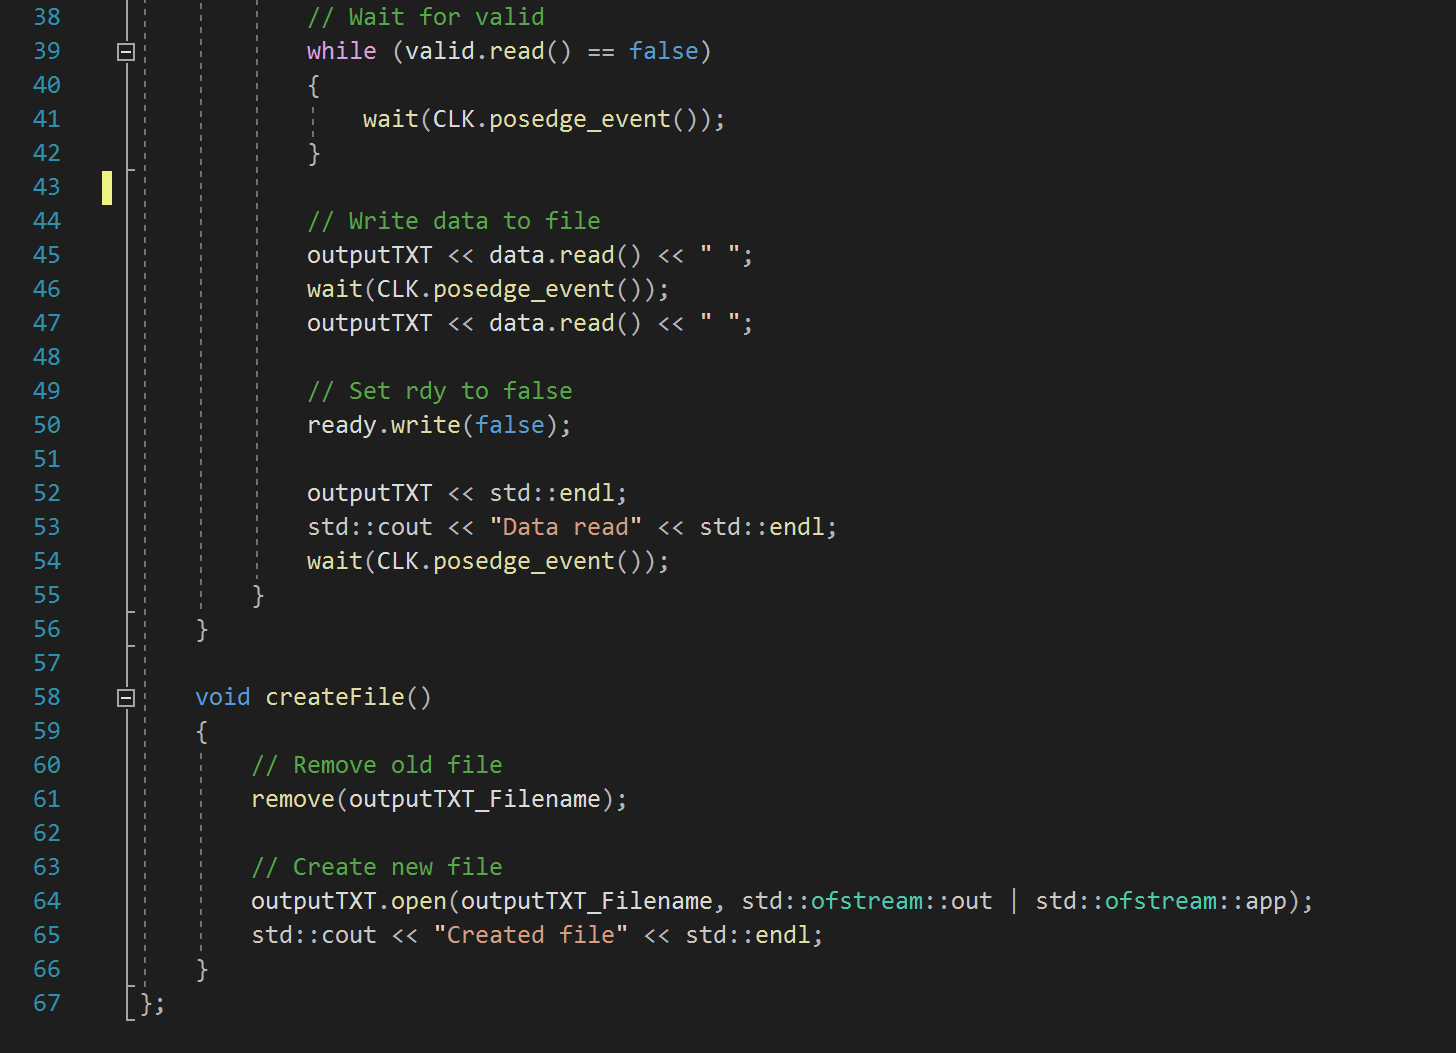 38 // Wait for valid
39 while (valid.read() == false)
40 {
41 wait(CLK.posedge_event());
42 }
43
44 // Write data to file
45 outputTXT << data.read() << " ";
46 wait(CLK.posedge_event());
47 outputTXT << data.read() << " ";
48
49 // Set rdy to false
50 ready.write(false);
51
52 outputTXT << std::endl;
53 std::cout << "Data read" << std::endl;
54 wait(CLK.posedge_event());
55 }
56 }
57
58 void createFile()
59 {
60 // Remove old file
61 remove(outputTXT_Filename);
62
63 // Create new file
64 outputTXT.open(outputTXT_Filename, std::ofstream::out | std::ofstream::app);
65 std::cout << "Created file" << std::endl;
66 }
67 };